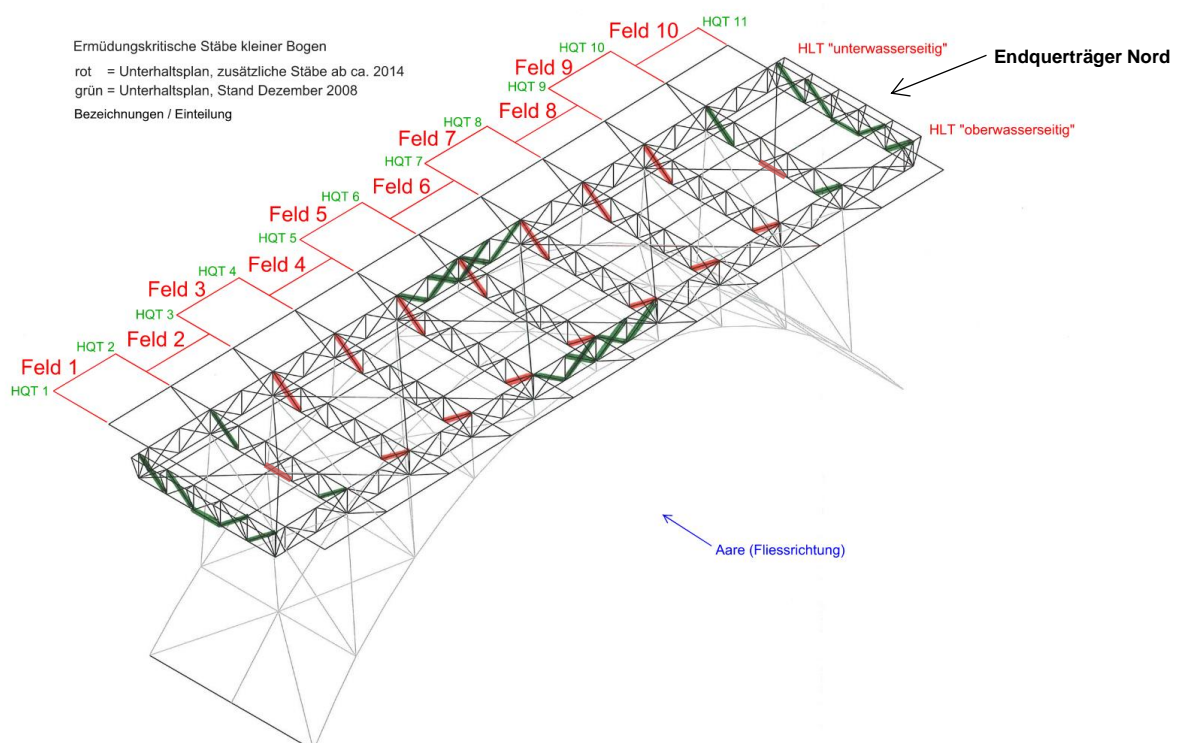 Ermüdungskritische Stäbe kleiner Bogen
rot = Unterhaltsplan, zusätzliche Stäbe ab ca. 2014
grün = Unterhaltsplan, Stand Dezember 2008
Bezeichnungen / Einteilung
HQT 11
Feld 10
HQT 10
HLT "unterwasserseitig"
Endquerträger Nord
Feld 9
HQT 9
Feld 8
HQT 8
HLT "oberwasserseitig"
Feld 7
HQT 7
Feld 6
HQT 6
Feld 5
HQT 5
Feld 4
HQT 4
Feld 3
HQT 3
Feld 2
HQT 2
Feld 1
HQT 1
Aare (Fliessrichtung)